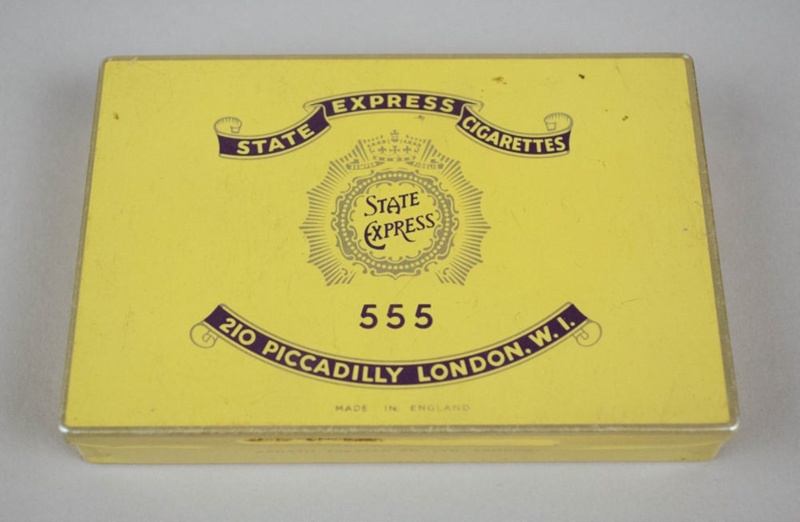 STATE EXPRESS CIGARETTES
STATE
EXPRESS
555
210 PICCADILLY LONDON. W. I.
MADE IN ENGLAND